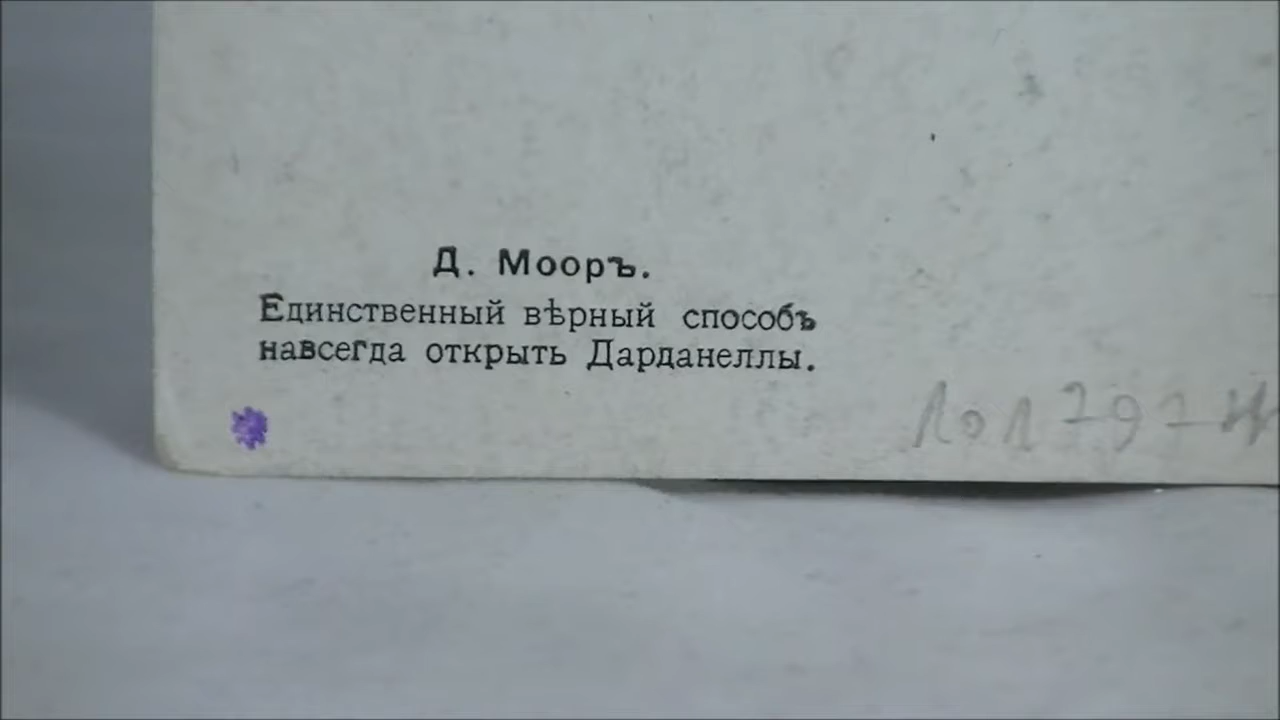 Д. Мооръ.
Единственный вѣрный способъ
навсегда открыть Дарданеллы.